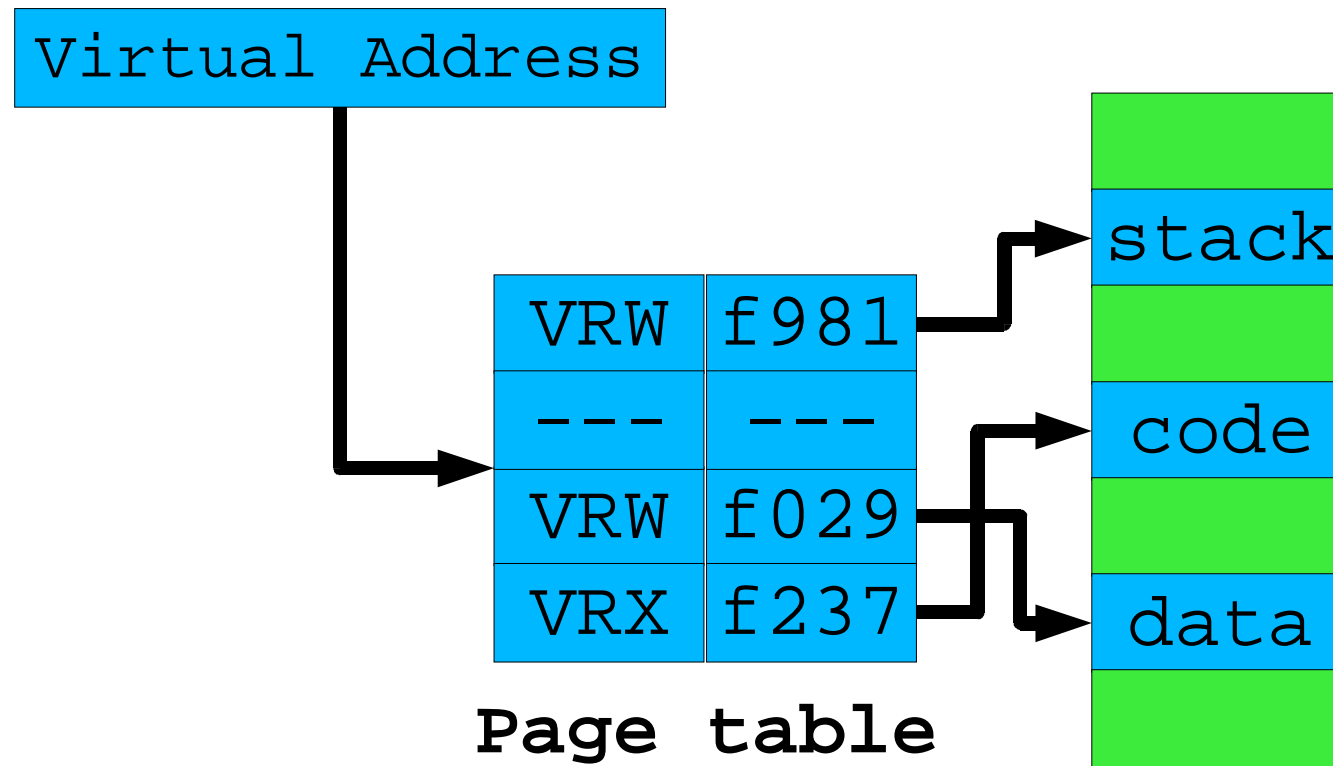 Virtual Address
stack
VRW f981
--- ---
code
VRW f029
VRX f237
data
Page table